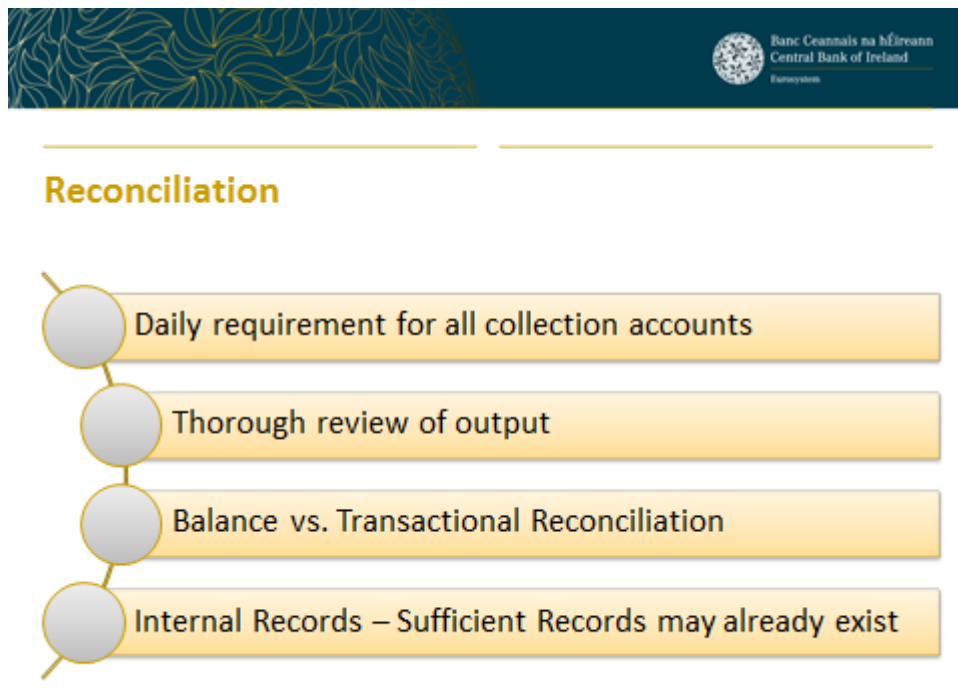 Banc Ceannais na hÉireann
Central Bank of Ireland
Eurosystem
Reconciliation
Daily requirement for all collection accounts
Thorough review of output
Balance vs. Transactional Reconciliation
Internal Records – Sufficient Records may already exist